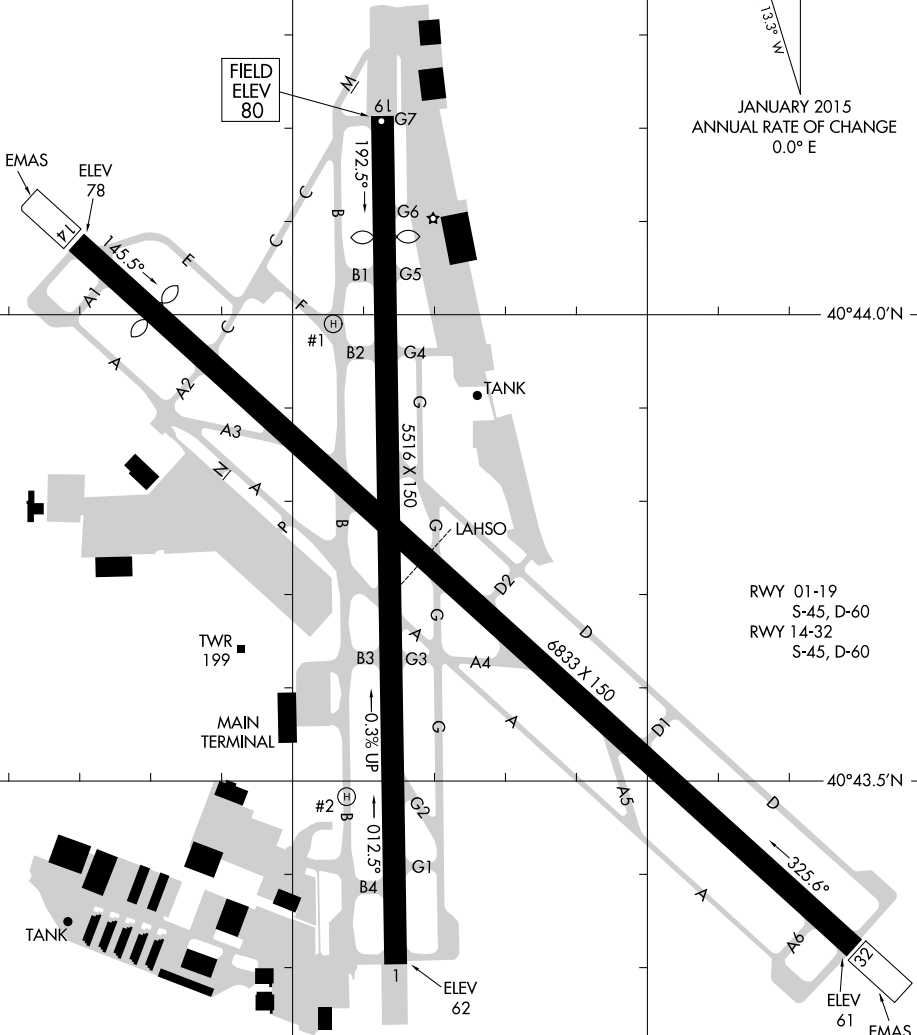 13.3° W
JANUARY 2015
ANNUAL RATE OF CHANGE
0.0° E
FIELD
ELEV
80
W
19
G7
EMAS
ELEV
78
14
192.5°
C
B
G6
145.5°
E
C
B1
G5
A1
F
C
H
#1
40°44.0'N
B2
G4
A
A2
TANK
G
A3
5516 X 150
Z
A
P
B
G
LAHSO
D2
RWY 01-19
S-45, D-60
RWY 14-32
S-45, D-60
G
D
A
TWR
199
B3
G3
A4
6833 X 150
MAIN
TERMINAL
0.3% UP
G
A
D1
40°43.5'N
#2
H
B
G2
A5
D
012.5°
G1
325.6°
B4
A
TANK
A6
32
1
ELEV
62
ELEV
61
EMAS